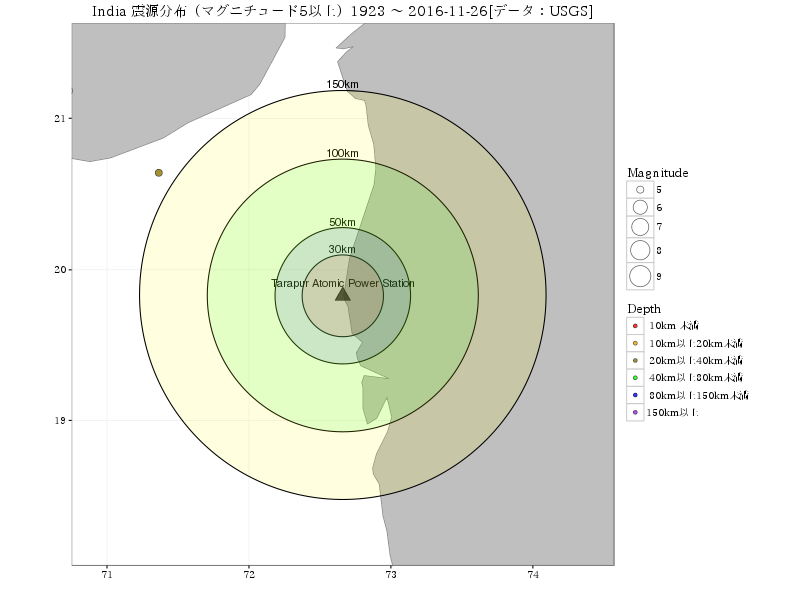 India 震源分布（マグニチュード5以上）1923 ～ 2016-11-26[データ：USGS]
150km
100km
50km
30km
Tarapur Atomic Power Station
21
20
19
71
72
73
74
Magnitude
5
6
7
8
9
Depth
10km 未満
10km以上20km未満
20km以上40km未満
40km以上80km未満
80km以上150km未満
150km以上